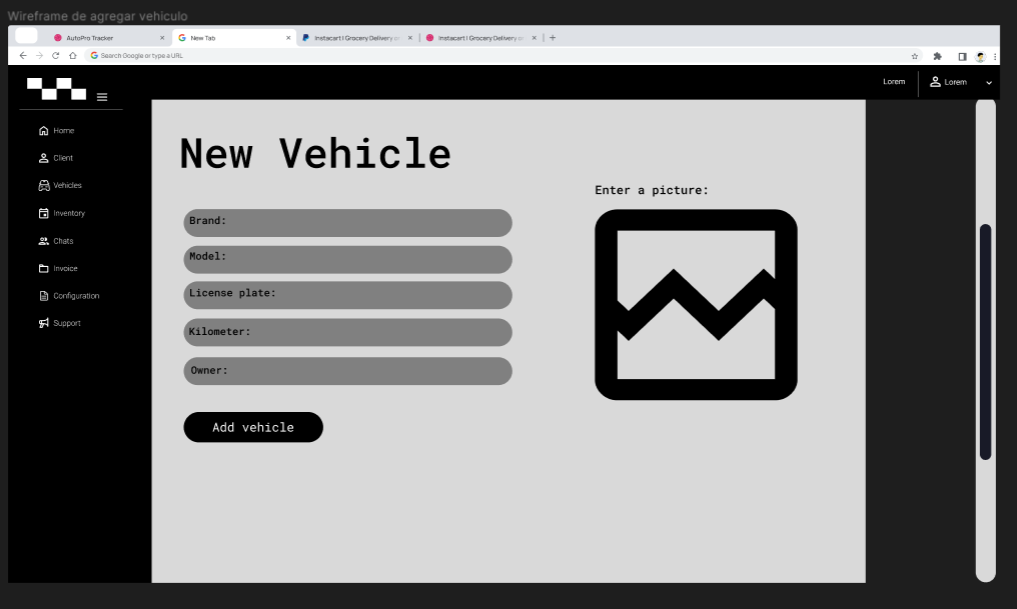 Wireframe de agregar vehiculo
AutoPro Tracker
New Tab
Instacart | Grocery Delivery or
Instacart | Grocery Delivery or
Search Google or type a URL
Lorem
Lorem
Home
Client
Vehicles
Inventory
Chats
Invoice
Configuration
Support
New Vehicle
Enter a picture:
Brand:
Model:
License plate:
Kilometer:
Owner:
Add vehicle